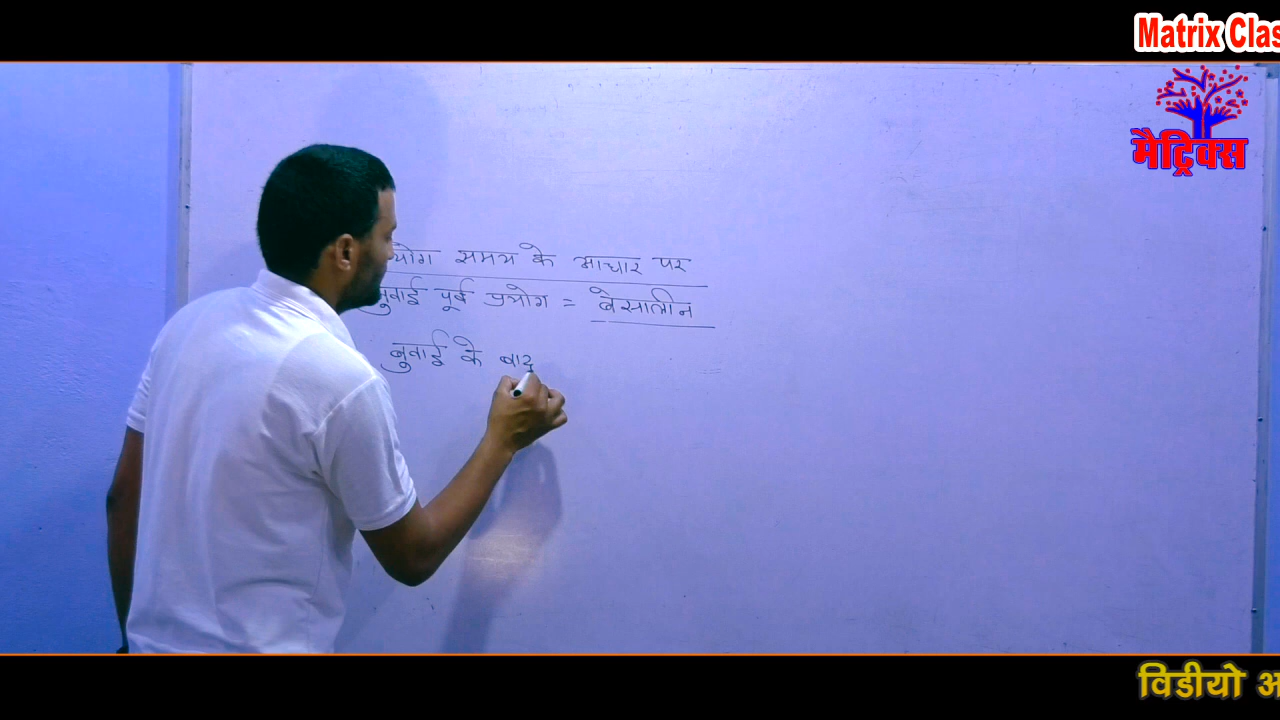 Matrix Clas
मैट्रिक्स
योग समय के आधार पर
बुवाई पूर्व प्रयोग = बेसालीन
बुवाई के बाद
विडीयो अ